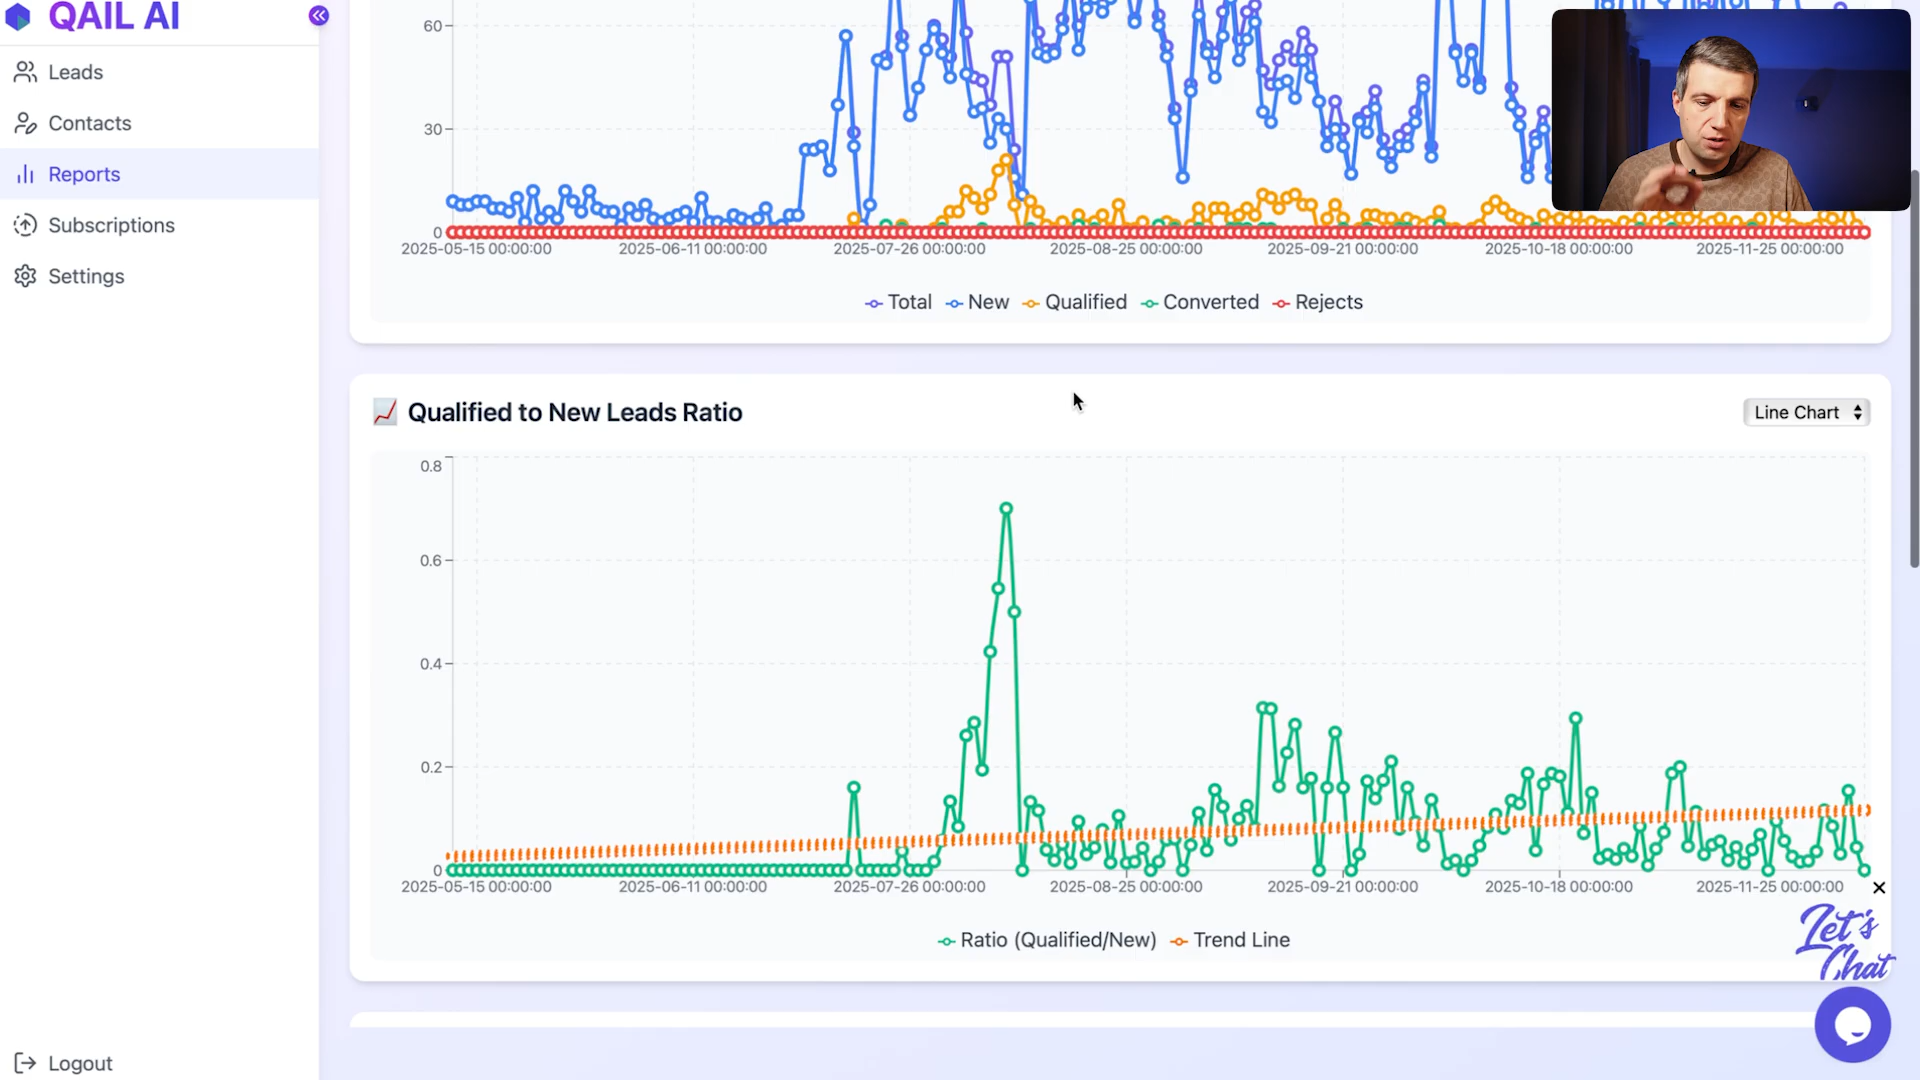 QAIL AI
Leads
Contacts
Reports
Subscriptions
Settings
Logout
60
30
0
2025-05-15 00:00:00 2025-06-11 00:00:00 2025-07-26 00:00:00 2025-08-25 00:00:00 2025-09-21 00:00:00 2025-10-18 00:00:00 2025-11-25 00:00:00
Total New Qualified Converted Rejects
Qualified to New Leads Ratio
Line Chart
0.8
0.6
0.4
0.2
0
2025-05-15 00:00:00 2025-06-11 00:00:00 2025-07-26 00:00:00 2025-08-25 00:00:00 2025-09-21 00:00:00 2025-10-18 00:00:00 2025-11-25 00:00:00
Ratio (Qualified/New) Trend Line
Let's
Chat